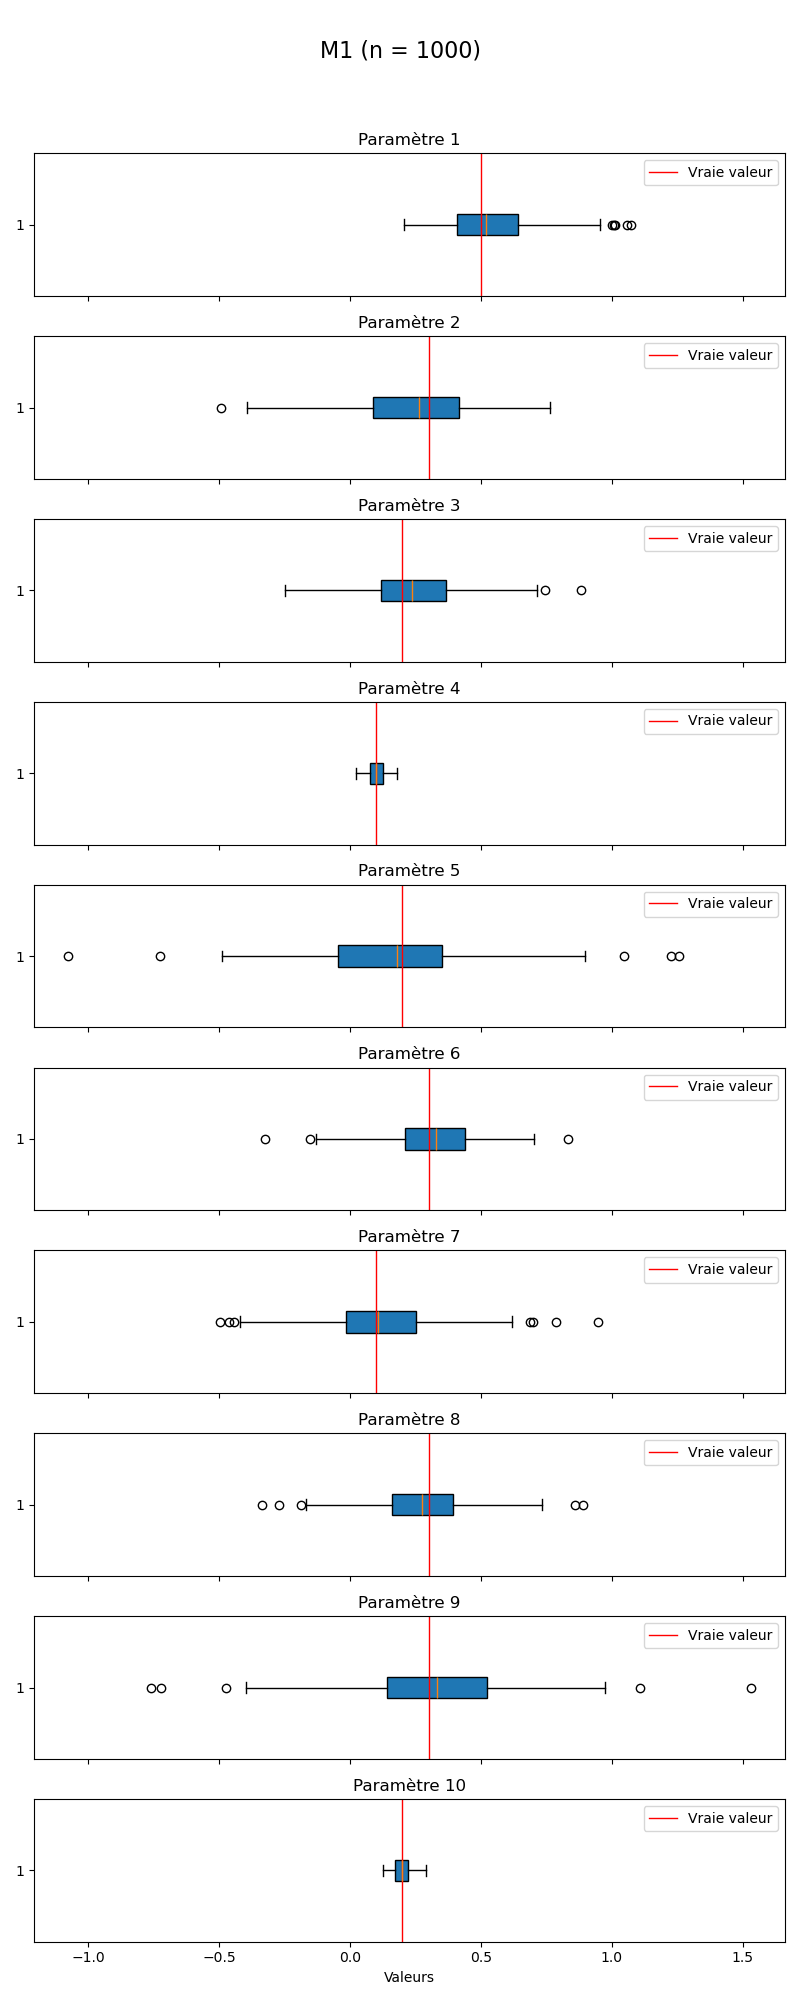 M1 (n = 1000)
Paramètre 1
Vraie valeur
1
Paramètre 2
Vraie valeur
1
Paramètre 3
Vraie valeur
1
Paramètre 4
Vraie valeur
1
Paramètre 5
Vraie valeur
1
Paramètre 6
Vraie valeur
1
Paramètre 7
Vraie valeur
1
Paramètre 8
Vraie valeur
1
Paramètre 9
Vraie valeur
1
Paramètre 10
Vraie valeur
1
−1.0 −0.5 0.0 0.5 1.0 1.5
Valeurs